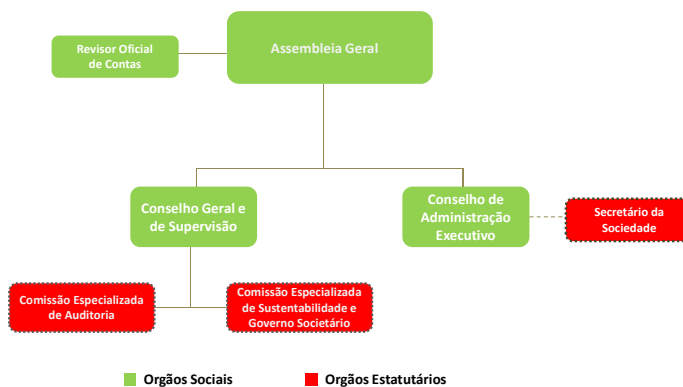 Assembleia Geral
Revisor Oficial
de Contas
Conselho Geral e
de Supervisão
Conselho de
Administração
Executivo
Secretário da
Sociedade
Comissão Especializada
de Auditoria
Comissão Especializada
de Sustentabilidade e
Governo Societário
Orgãos Sociais
Orgãos Estatutários